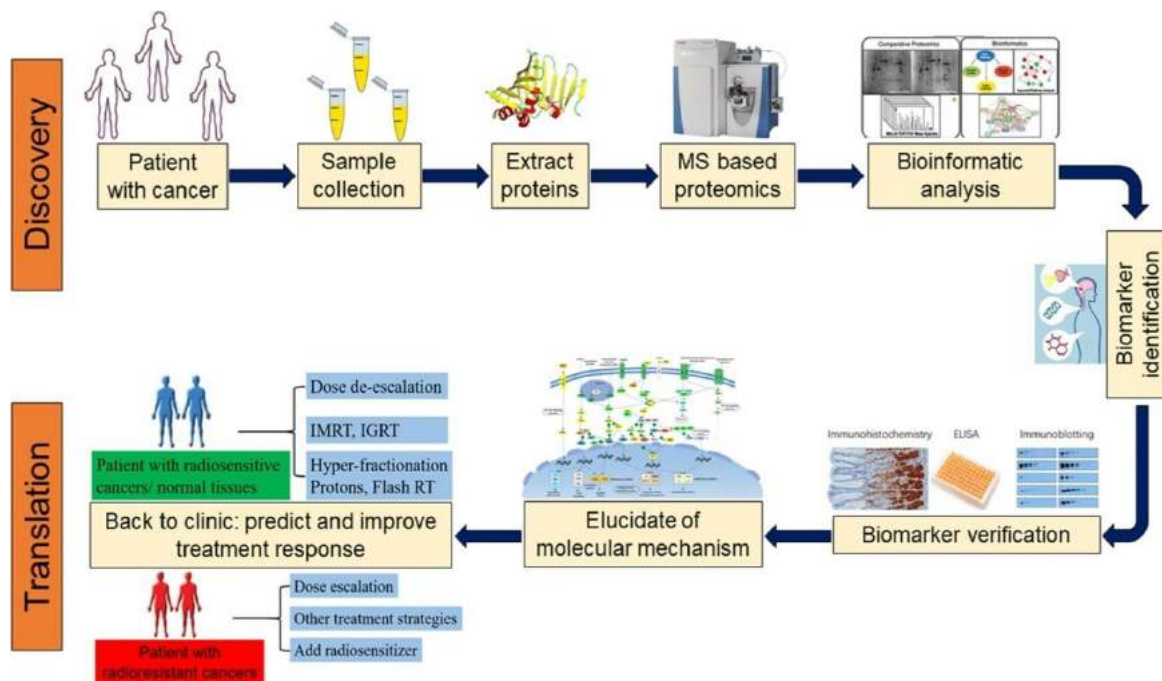 Discovery
Patient
with cancer
Sample
collection
Extract
proteins
MS based
proteomics
Comparative Proteomics
Bioinformatics
Bioinformatic
analysis
Biomarker
identification
Translation
Dose de-escalation
IMRT, IGRT
Hyper-fractionation
Protons, Flash RT
Patient with radiosensitive
cancers/ normal tissues
Back to clinic: predict and improve
treatment response
Dose escalation
Other treatment strategies
Add radiosensitizer
Patient with
radioresistant cancers
Elucidate of
molecular mechanism
Immunohistochemistry
ELISA
Immunoblotting
Biomarker verification